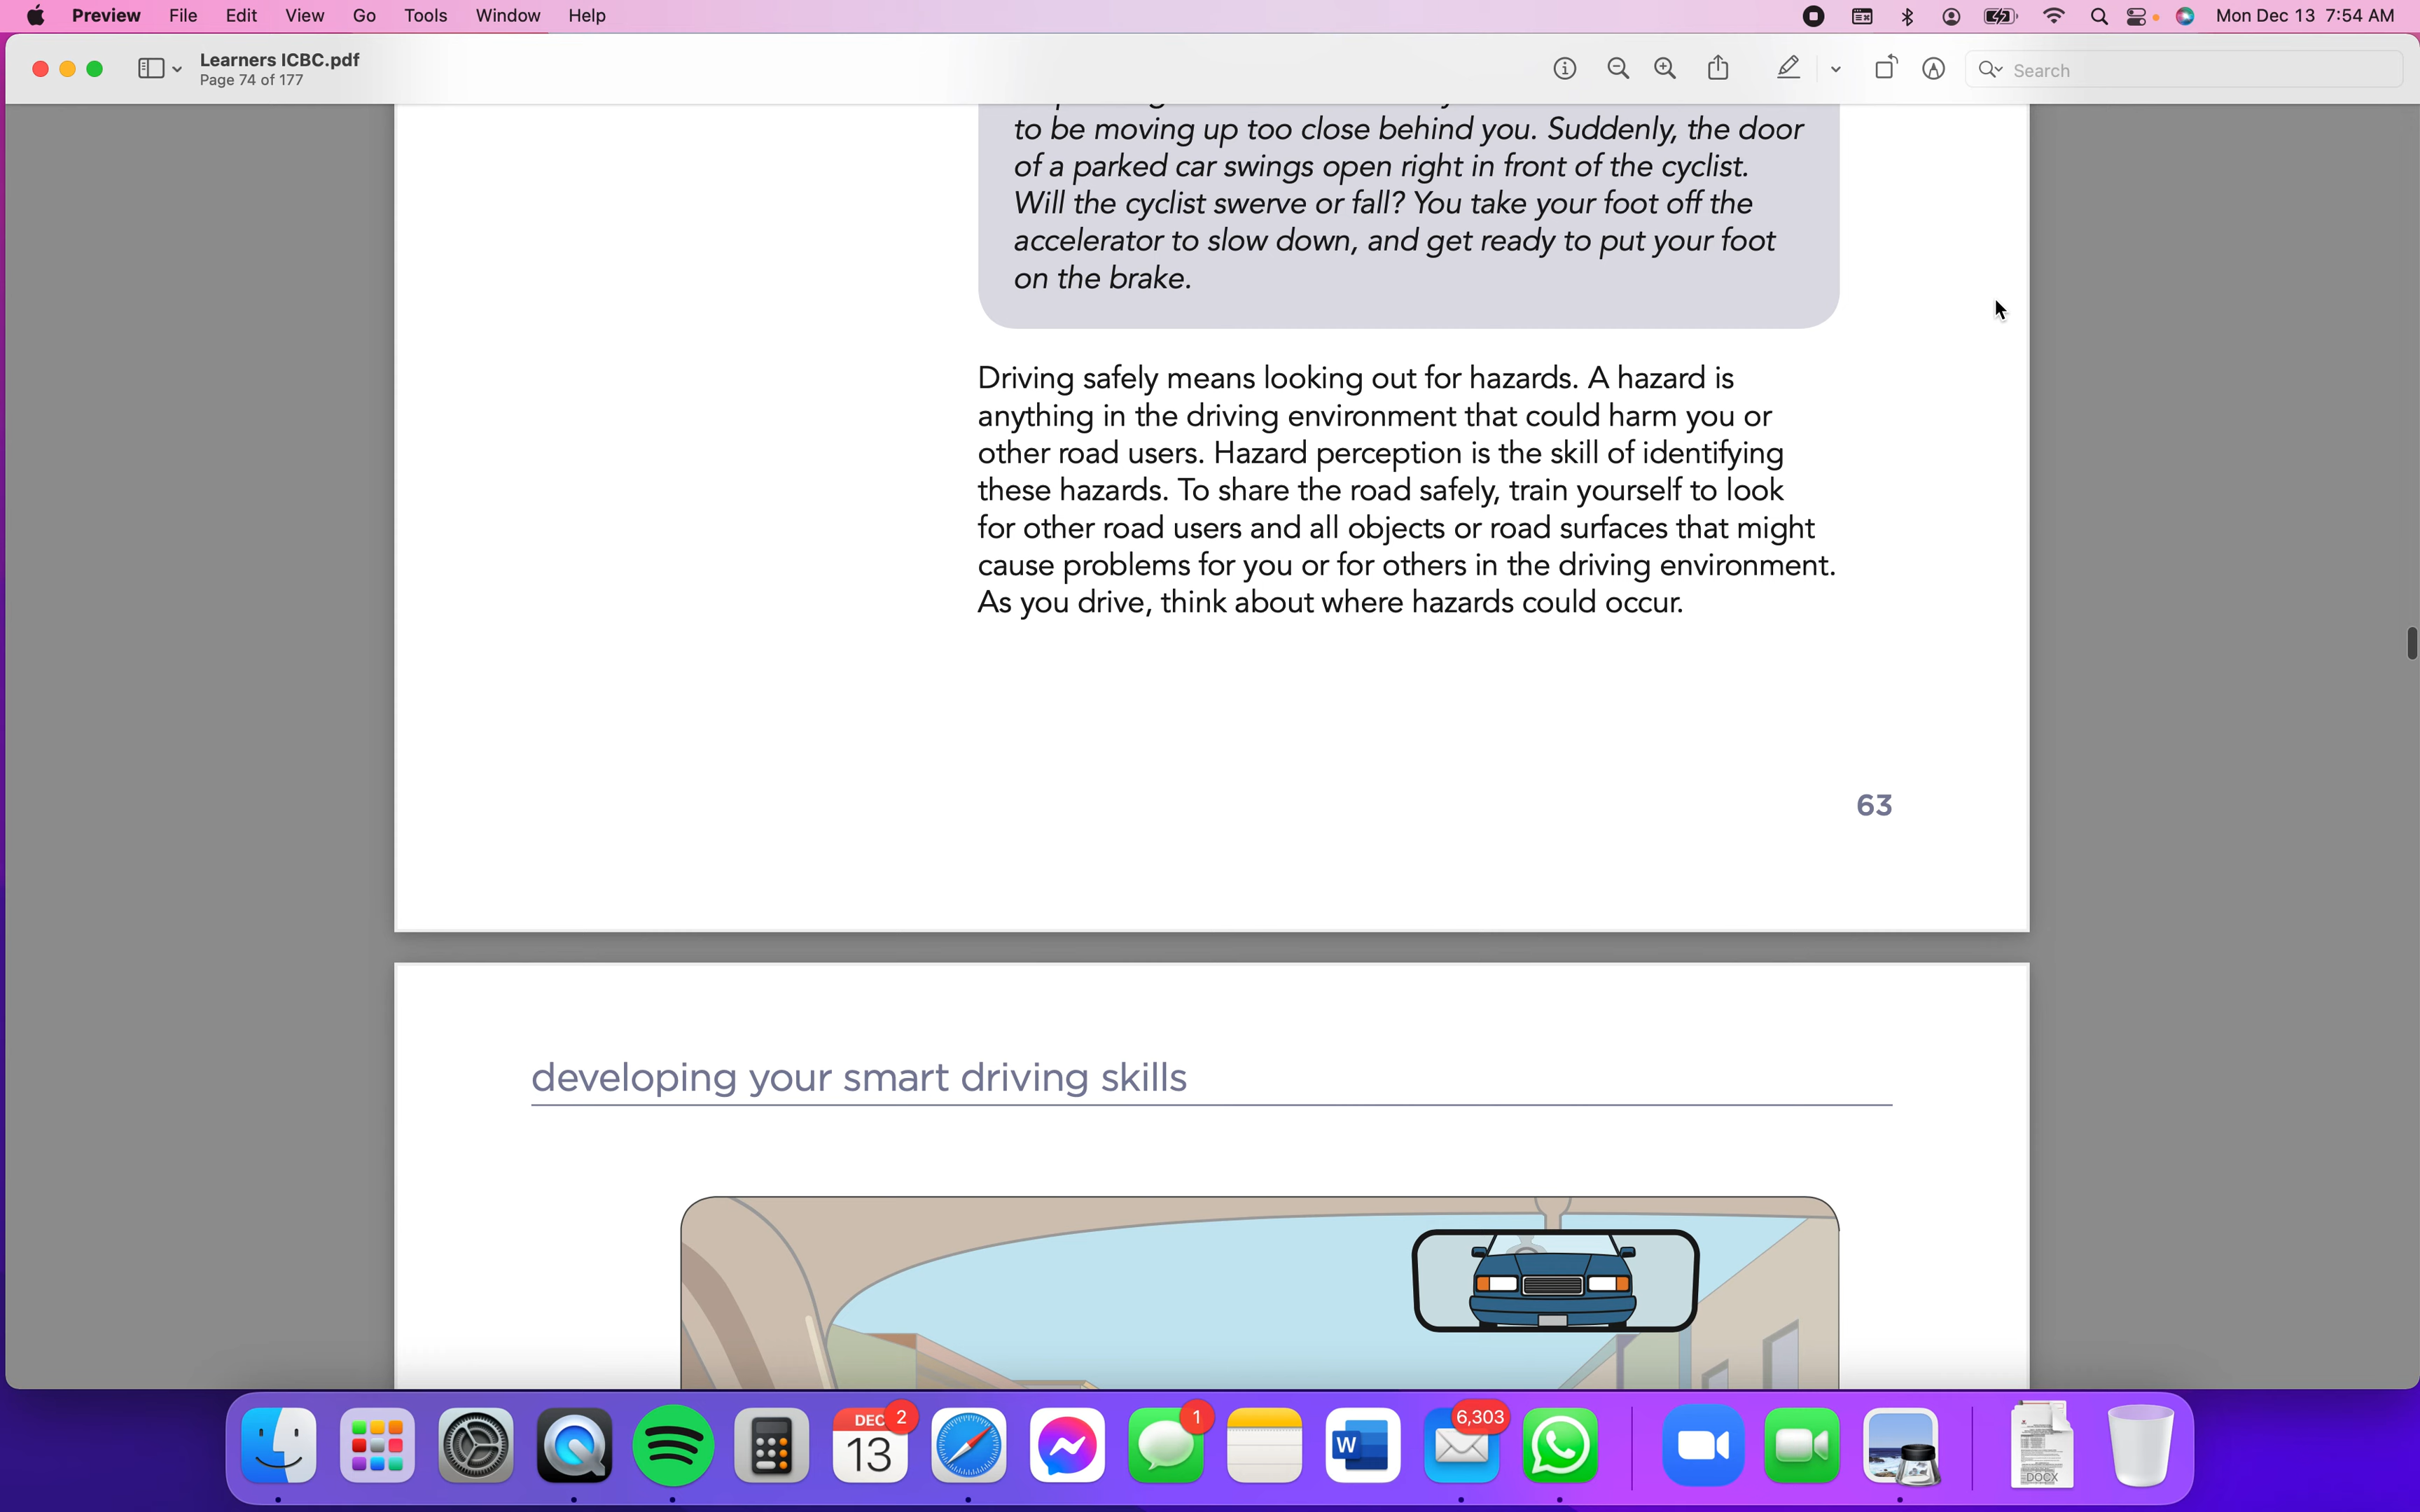 Preview File Edit View Go Tools Window Help Mon Dec 13 7:54 AM
Learners ICBC.pdf
Page 74 of 177
Search
to be moving up too close behind you. Suddenly, the door
of a parked car swings open right in front of the cyclist.
Will the cyclist swerve or fall? You take your foot off the
accelerator to slow down, and get ready to put your foot
on the brake.
Driving safely means looking out for hazards. A hazard is
anything in the driving environment that could harm you or
other road users. Hazard perception is the skill of identifying
these hazards. To share the road safely, train yourself to look
for other road users and all objects or road surfaces that might
cause problems for you or for others in the driving environment.
As you drive, think about where hazards could occur.
63
developing your smart driving skills
DEC 2
13
1
W
6,303
DOCX